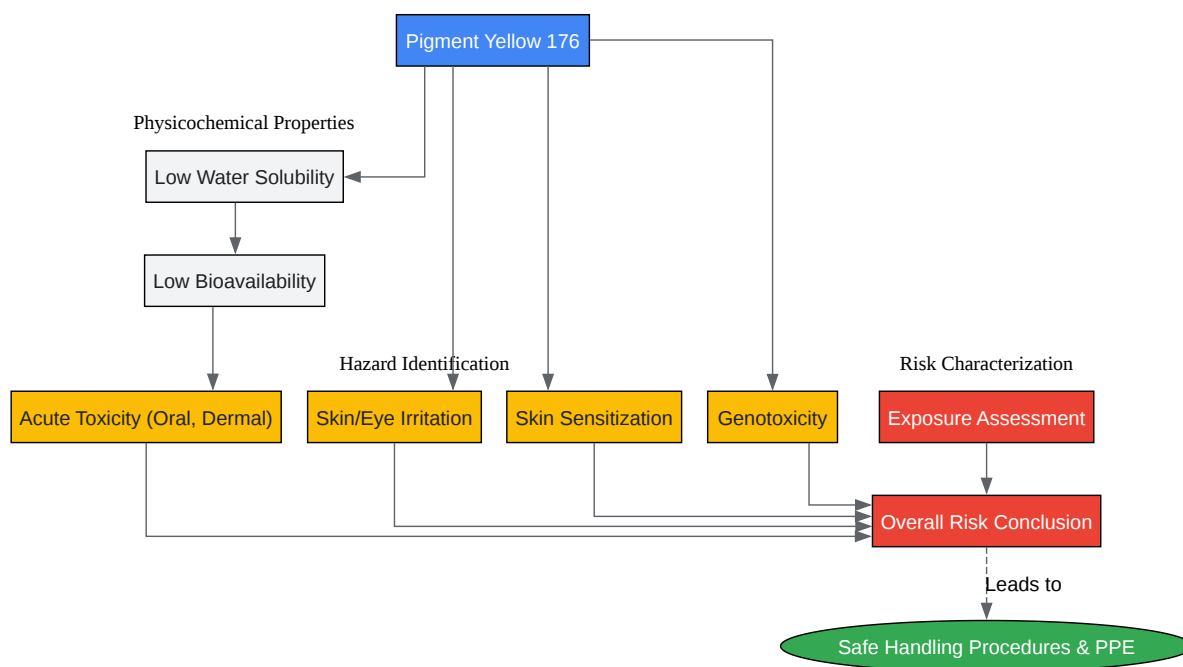 Pigment Yellow 176
Physicochemical Properties
Low Water Solubility
Low Bioavailability
Hazard Identification
Risk Characterization
Acute Toxicity (Oral, Dermal)
Skin/Eye Irritation
Skin Sensitization
Genotoxicity
Exposure Assessment
Overall Risk Conclusion
Leads to
Safe Handling Procedures & PPE